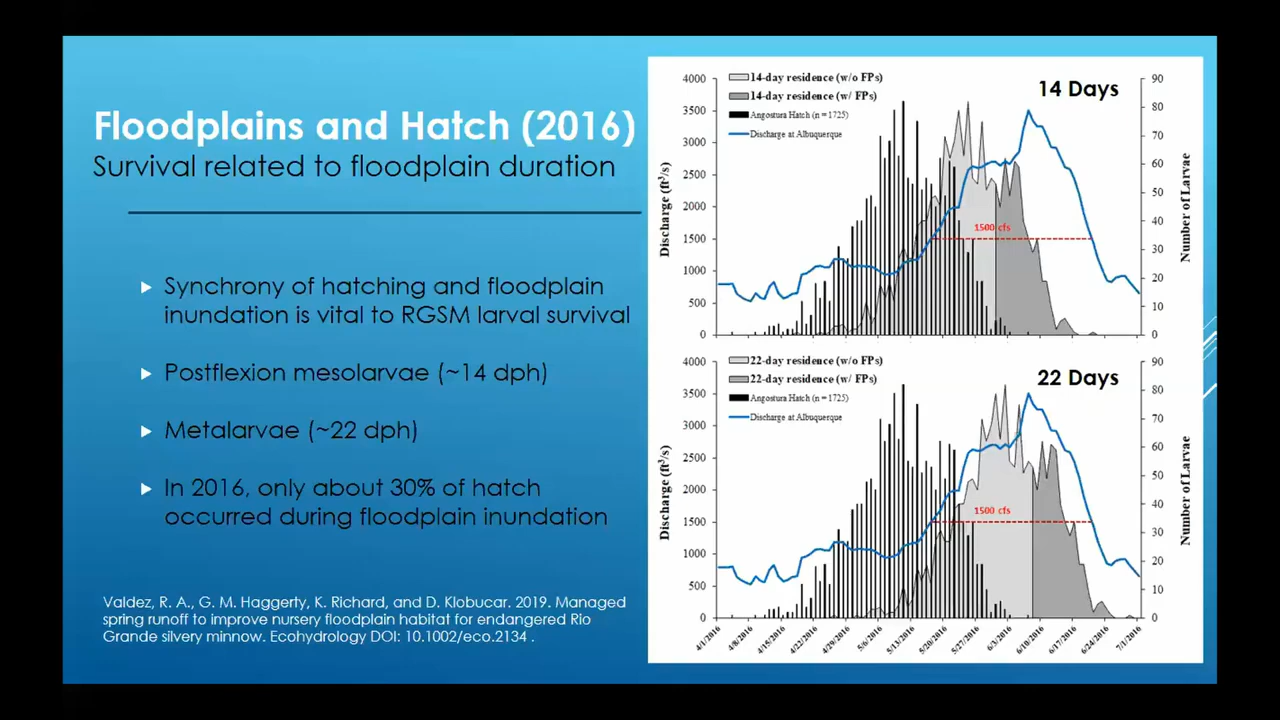 Floodplains and Hatch (2016)
Survival related to floodplain duration
Synchrony of hatching and floodplain
inundation is vital to RGSM larval survival
Postflexion mesolarvae (~14 dph)
Metalarvae (~22 dph)
In 2016, only about 30% of hatch
occurred during floodplain inundation
Valdez, R. A., G. M. Haggerty, K. Richard, and D. Klobucar. 2019. Managed
spring runoff to improve nursery floodplain habitat for endangered Rio
Grande silvery minnow. Ecohydrology DOI: 10.1002/eco.2134 .
14 Days
14-day residence (w/o FPs)
14-day residence (w/ FPs)
Angostura Hatch (n = 1725)
Discharge at Albuquerque
Discharge (ft³/s)
4000
3500
3000
2500
2000
1500
1000
500
0
1500 cfs
90
80
70
60
50
40
30
20
10
0
Number of Larvae
22 Days
22-day residence (w/o FPs)
22-day residence (w/ FPs)
Angostura Hatch (n = 1725)
Discharge at Albuquerque
Discharge (ft³/s)
4000
3500
3000
2500
2000
1500
1000
500
0
1500 cfs
90
80
70
60
50
40
30
20
10
0
Number of Larvae
4/1/2016
4/8/2016
4/15/2016
4/22/2016
4/29/2016
5/6/2016
5/13/2016
5/20/2016
5/27/2016
6/3/2016
6/10/2016
6/17/2016
6/24/2016
7/1/2016